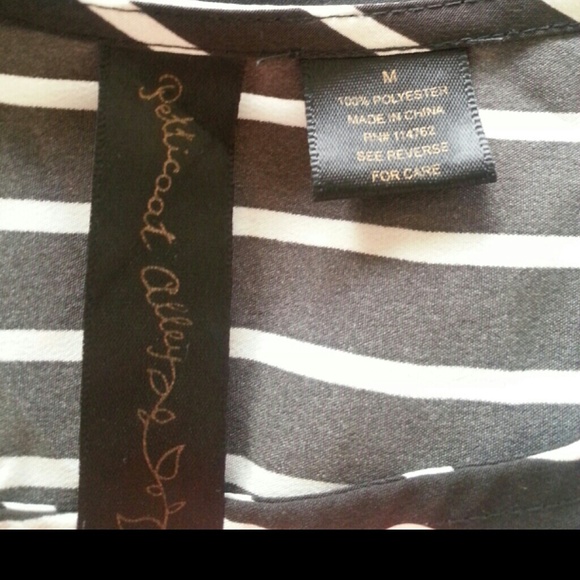 Petticoat Alley
M
100% POLYESTER
MADE IN CHINA
RN# 114762
SEE REVERSE
FOR CARE